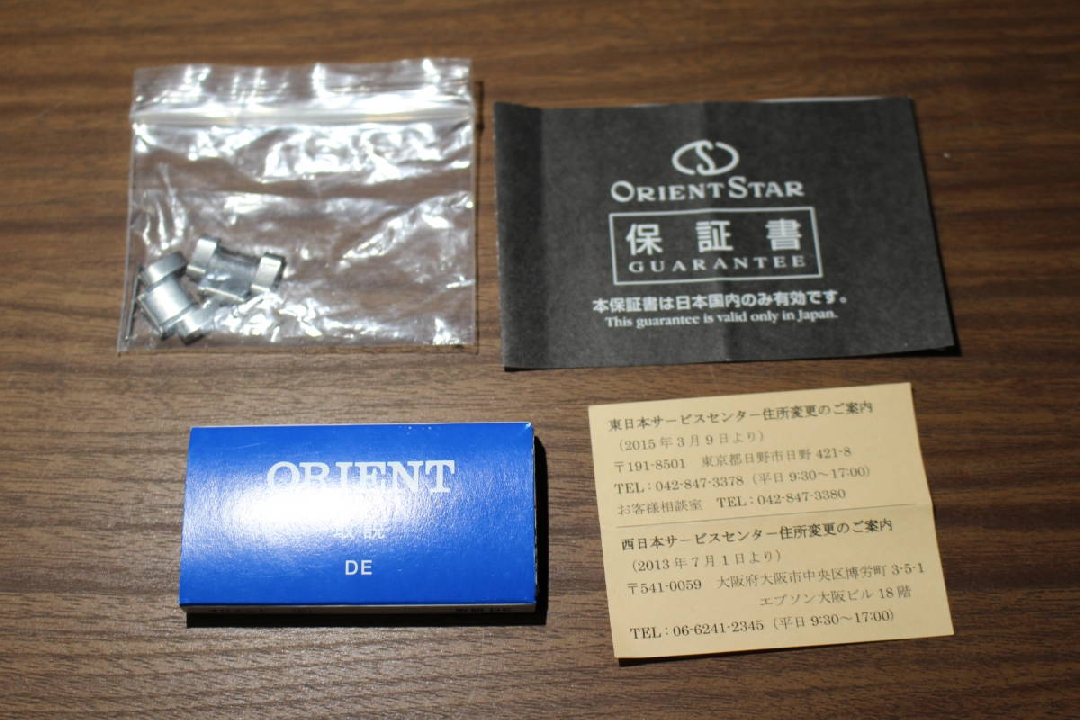 ORIENT STAR
保証書
GUARANTEE
本保証書は日本国内のみ有効です。
This guarantee is valid only in Japan.
ORIENT
取説
DE
東日本サービスセンター住所変更のご案内
(2015年3月9日より)
〒191-8501 東京都日野市日野 421-8
TEL:042-847-3378(平日 9:30~17:00)
お客様相談室 TEL:042-847-3380
西日本サービスセンター住所変更のご案内
(2013年7月1日より)
〒541-0059 大阪府大阪市中央区博労町 3-5-1
エプソン大阪ビル 18 階
TEL:06-6241-2345(平日 9:30~17:00)